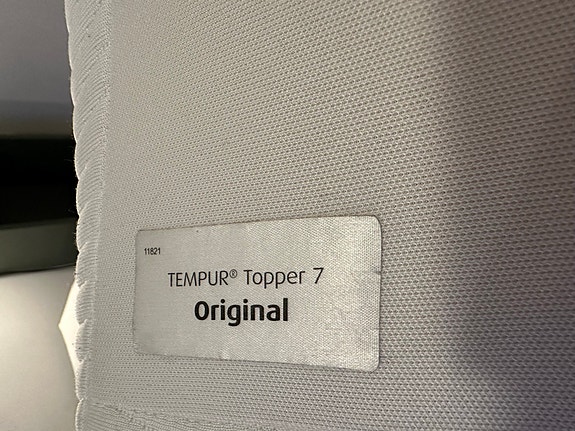 11821
TEMPUR® Topper 7
Original